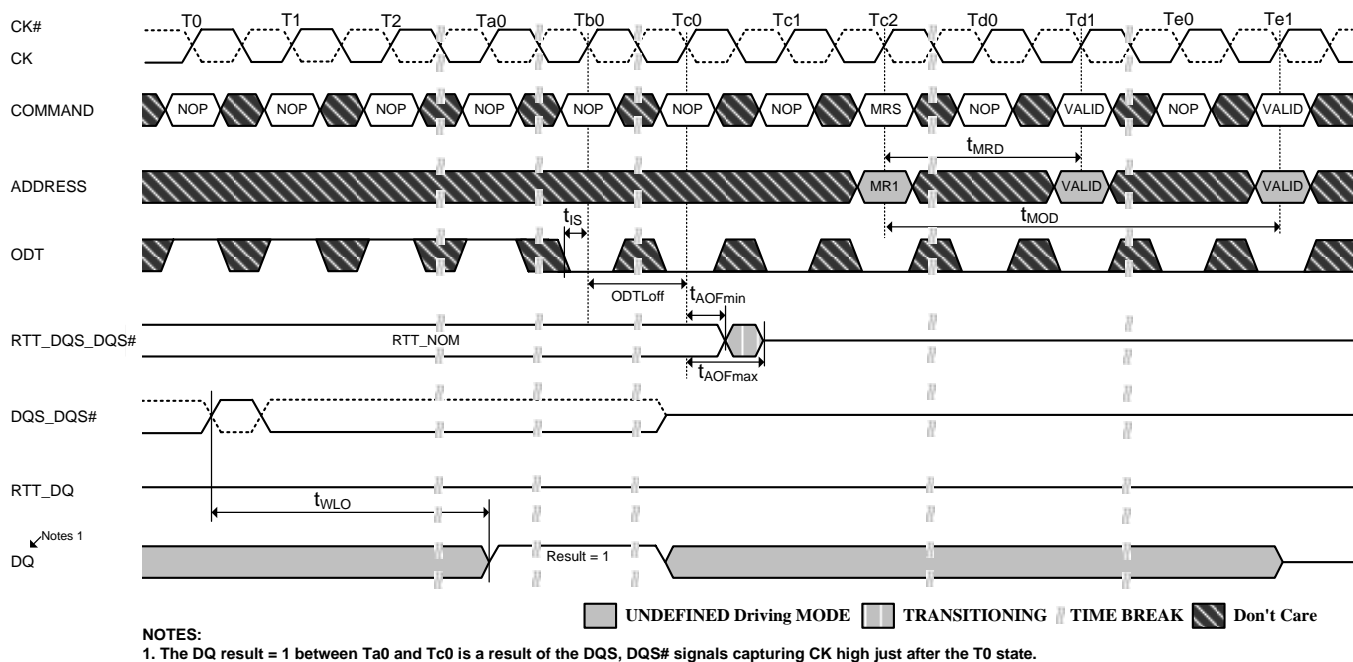 T0 T1 T2 Ta0 Tb0 Tc0 Tc1 Tc2 Td0 Td1 Te0 Te1
CK#
CK
COMMAND NOP NOP NOP NOP NOP NOP NOP MRS NOP VALID NOP VALID
tMRD
ADDRESS MR1 VALID VALID
tIS tMOD
ODT
ODTLoff tAOFmin
RTT_DQS_DQS# RTT_NOM
tAOFmax
DQS_DQS#
RTT_DQ
tWLO
Notes 1
DQ Result = 1
UNDEFINED Driving MODE TRANSITIONING TIME BREAK Don't Care
NOTES:
1. The DQ result = 1 between Ta0 and Tc0 is a result of the DQS, DQS# signals capturing CK high just after the T0 state.